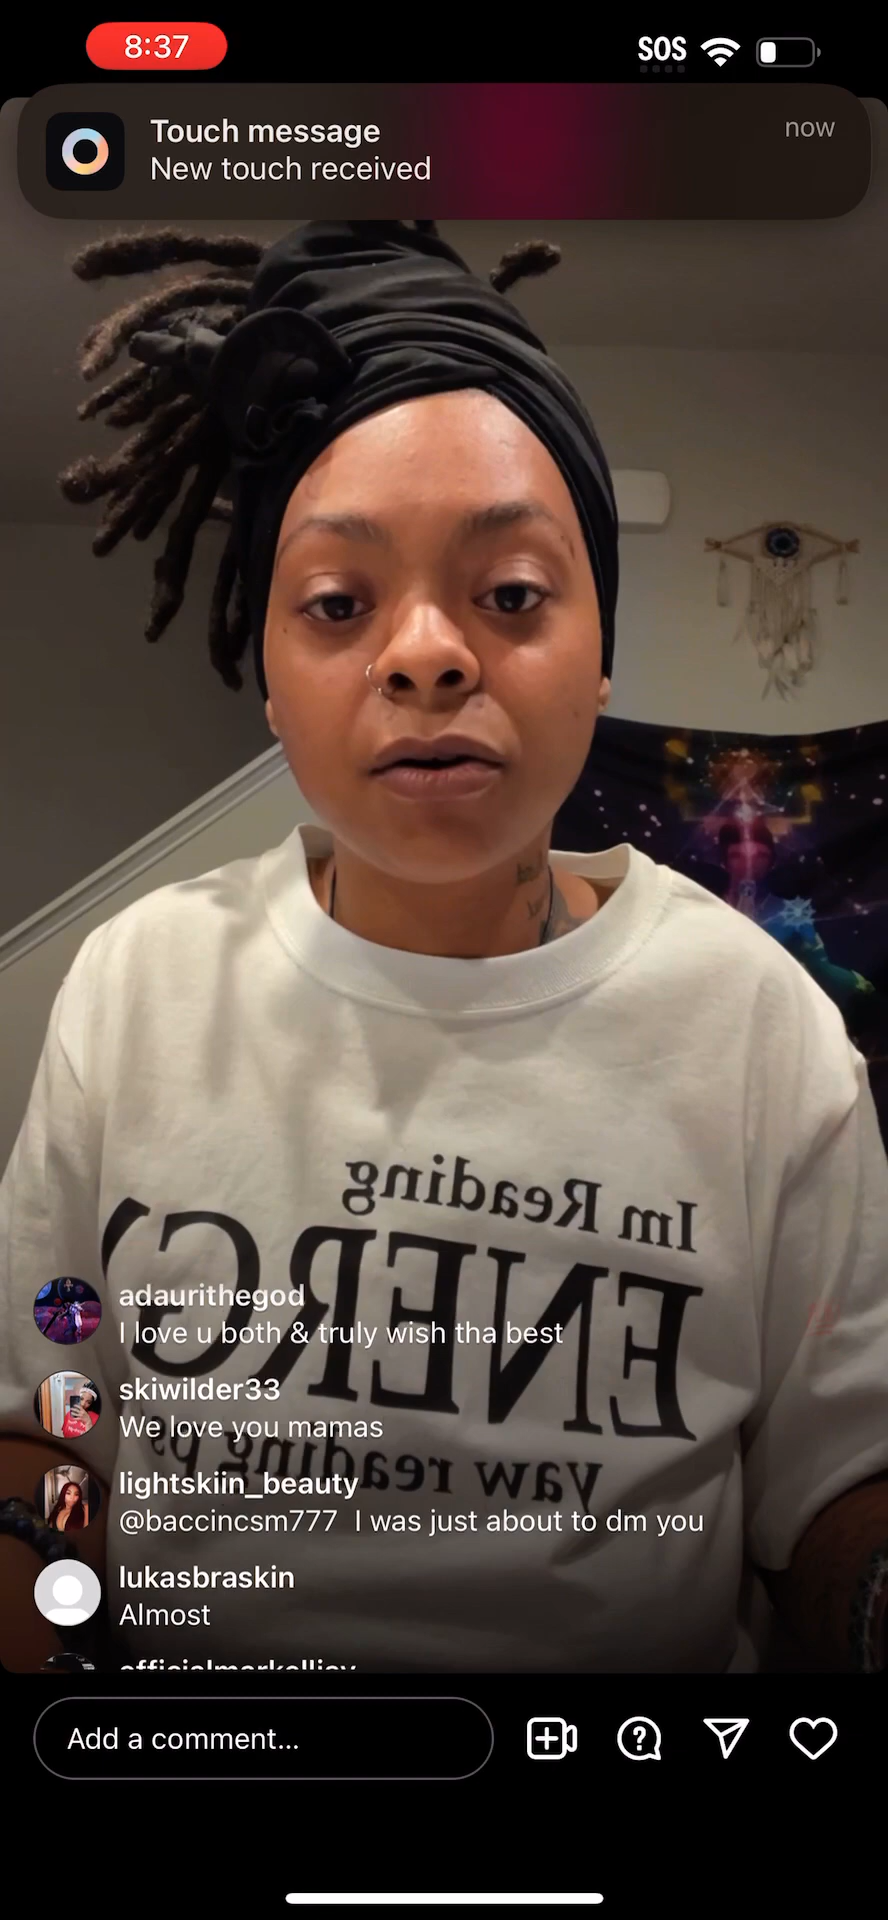 8:37
SOS
Touch message
now
New touch received
Im Reading
ENERG
yaw reading ps
adaurithegod
I love u both & truly wish tha best
skiwilder33
We love you mamas
lightskiin_beauty
@baccincsm777 I was just about to dm you
lukasbraskin
Almost
Add a comment...